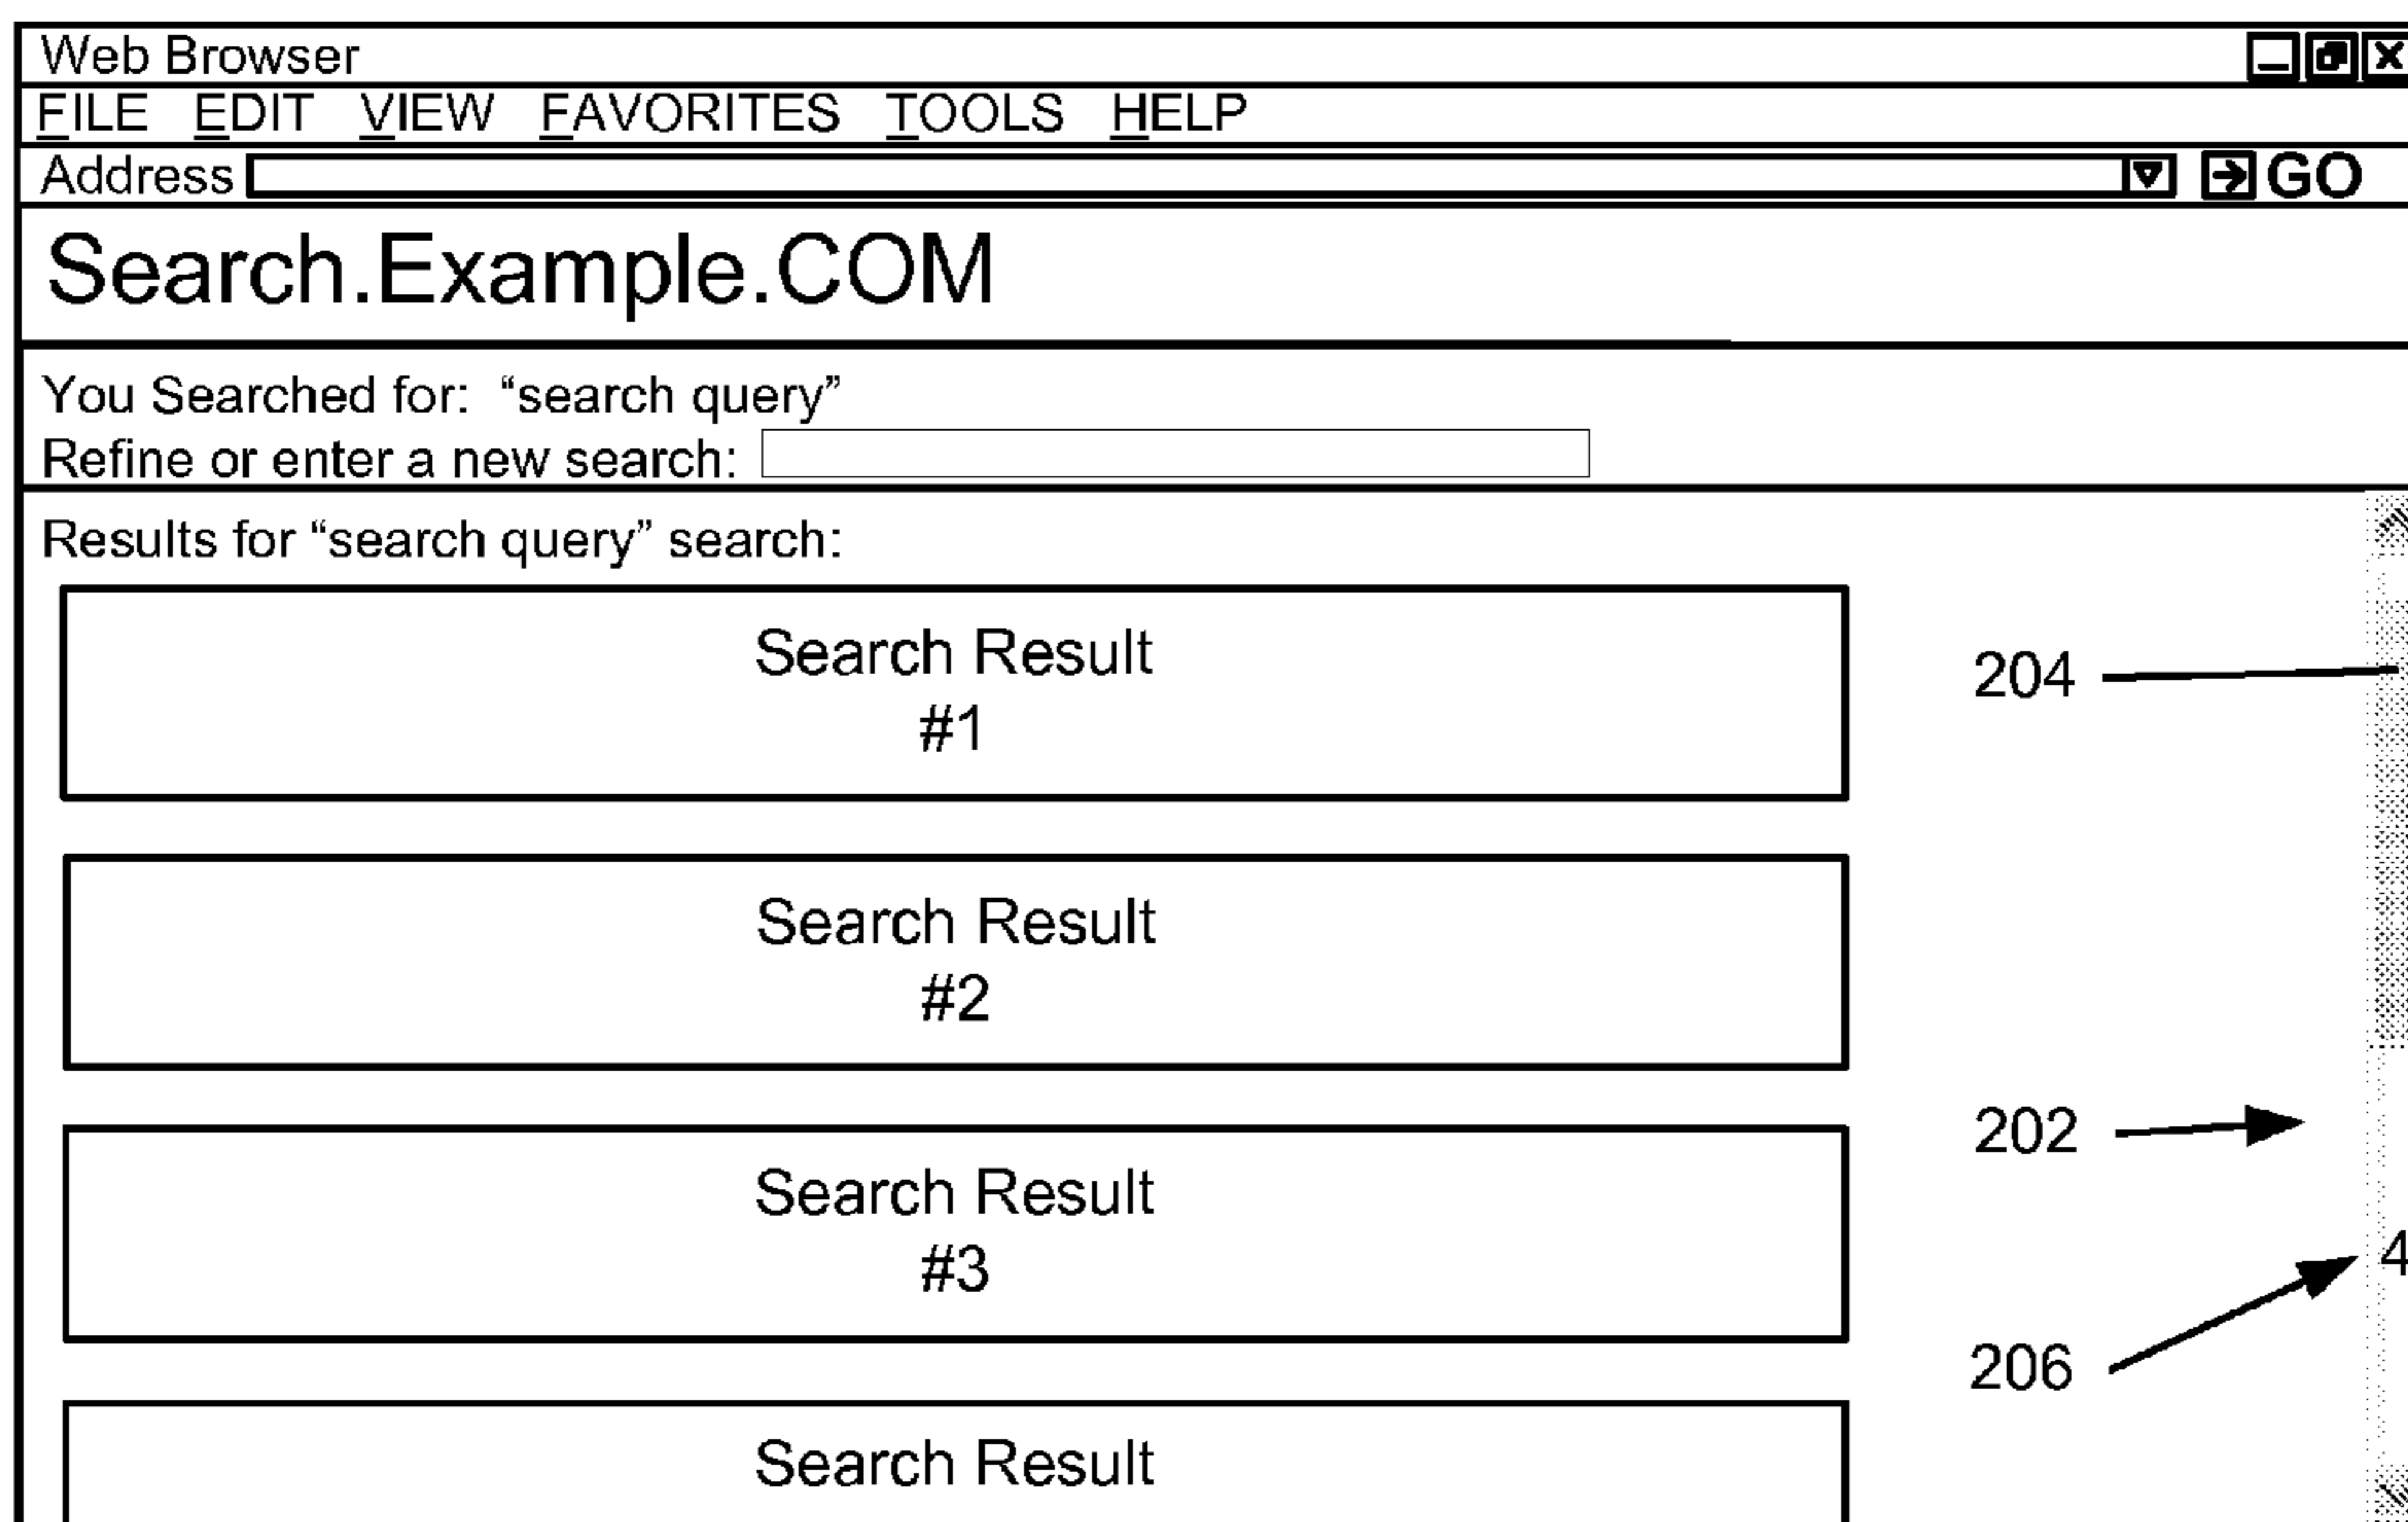 Web Browser
FILE EDIT VIEW FAVORITES TOOLS HELP
Address GO
Search.Example.COM
You Searched for: “search query”
Refine or enter a new search:
Results for “search query” search:
Search Result
#1
204
Search Result
#2
202
Search Result
#3
4
206
Search Result